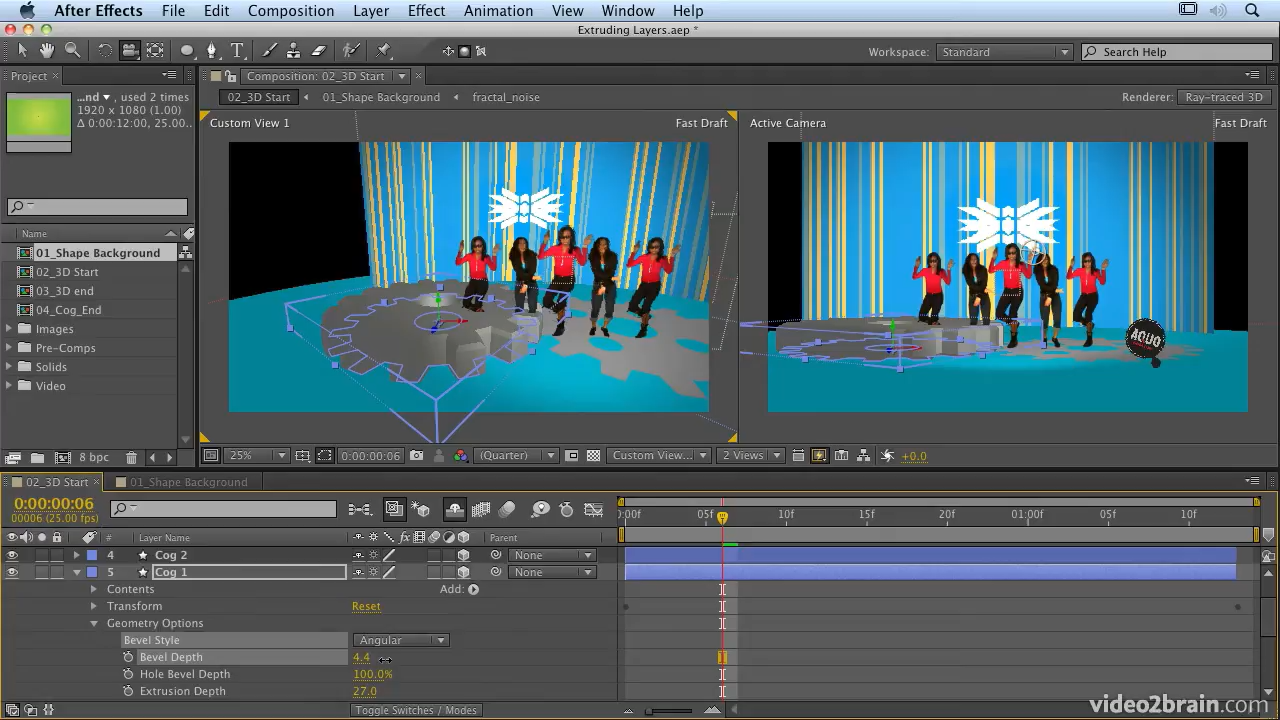 After Effects File Edit Composition Layer Effect Animation View Window Help
Extruding Layers.aep *
Workspace: Standard Search Help
Project Composition: 02_3D Start
...nd ▼, used 2 times
1920 x 1080 (1.00)
Δ 0:00:12:00, 25.00...
02_3D Start 01_Shape Background fractal_noise Renderer: Ray-traced 3D
Custom View 1 Fast Draft Active Camera Fast Draft
Name
01_Shape Background
02_3D Start
03_3D end
04_Cog_End
Images
Pre-Comps
Solids
Video
AQUO
8 bpc 25% 0:00:00:06 (Quarter) Custom View... 2 Views +0.0
02_3D Start 01_Shape Background
0:00:00:06
00006 (25.00 fps)
0:00f 05f 10f 15f 20f 01:00f 05f 10f
# Layer Name fx Parent
4 Cog 2 None
5 Cog 1 None
Contents Add:
Transform Reset
Geometry Options
Bevel Style Angular
Bevel Depth 4.4
Hole Bevel Depth 100.0%
Extrusion Depth 27.0
Toggle Switches / Modes
video2brain.com